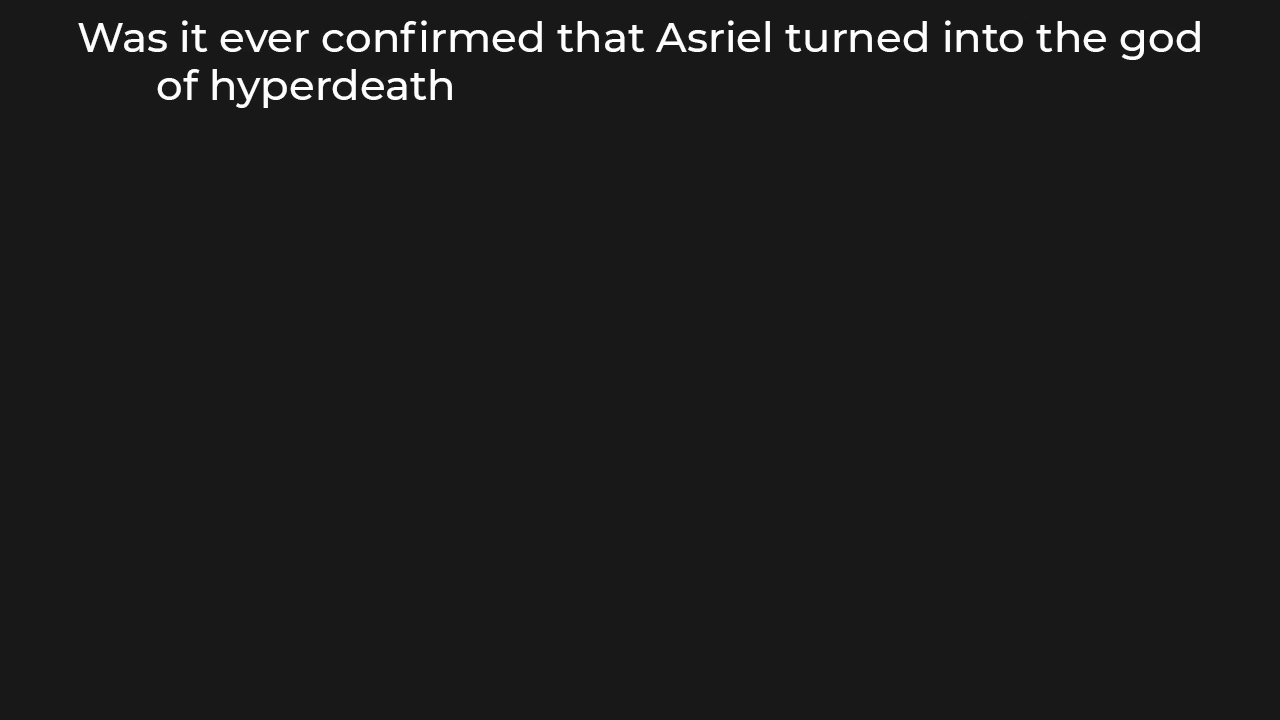 Was it ever confirmed that Asriel turned into the god
of hyperdeath